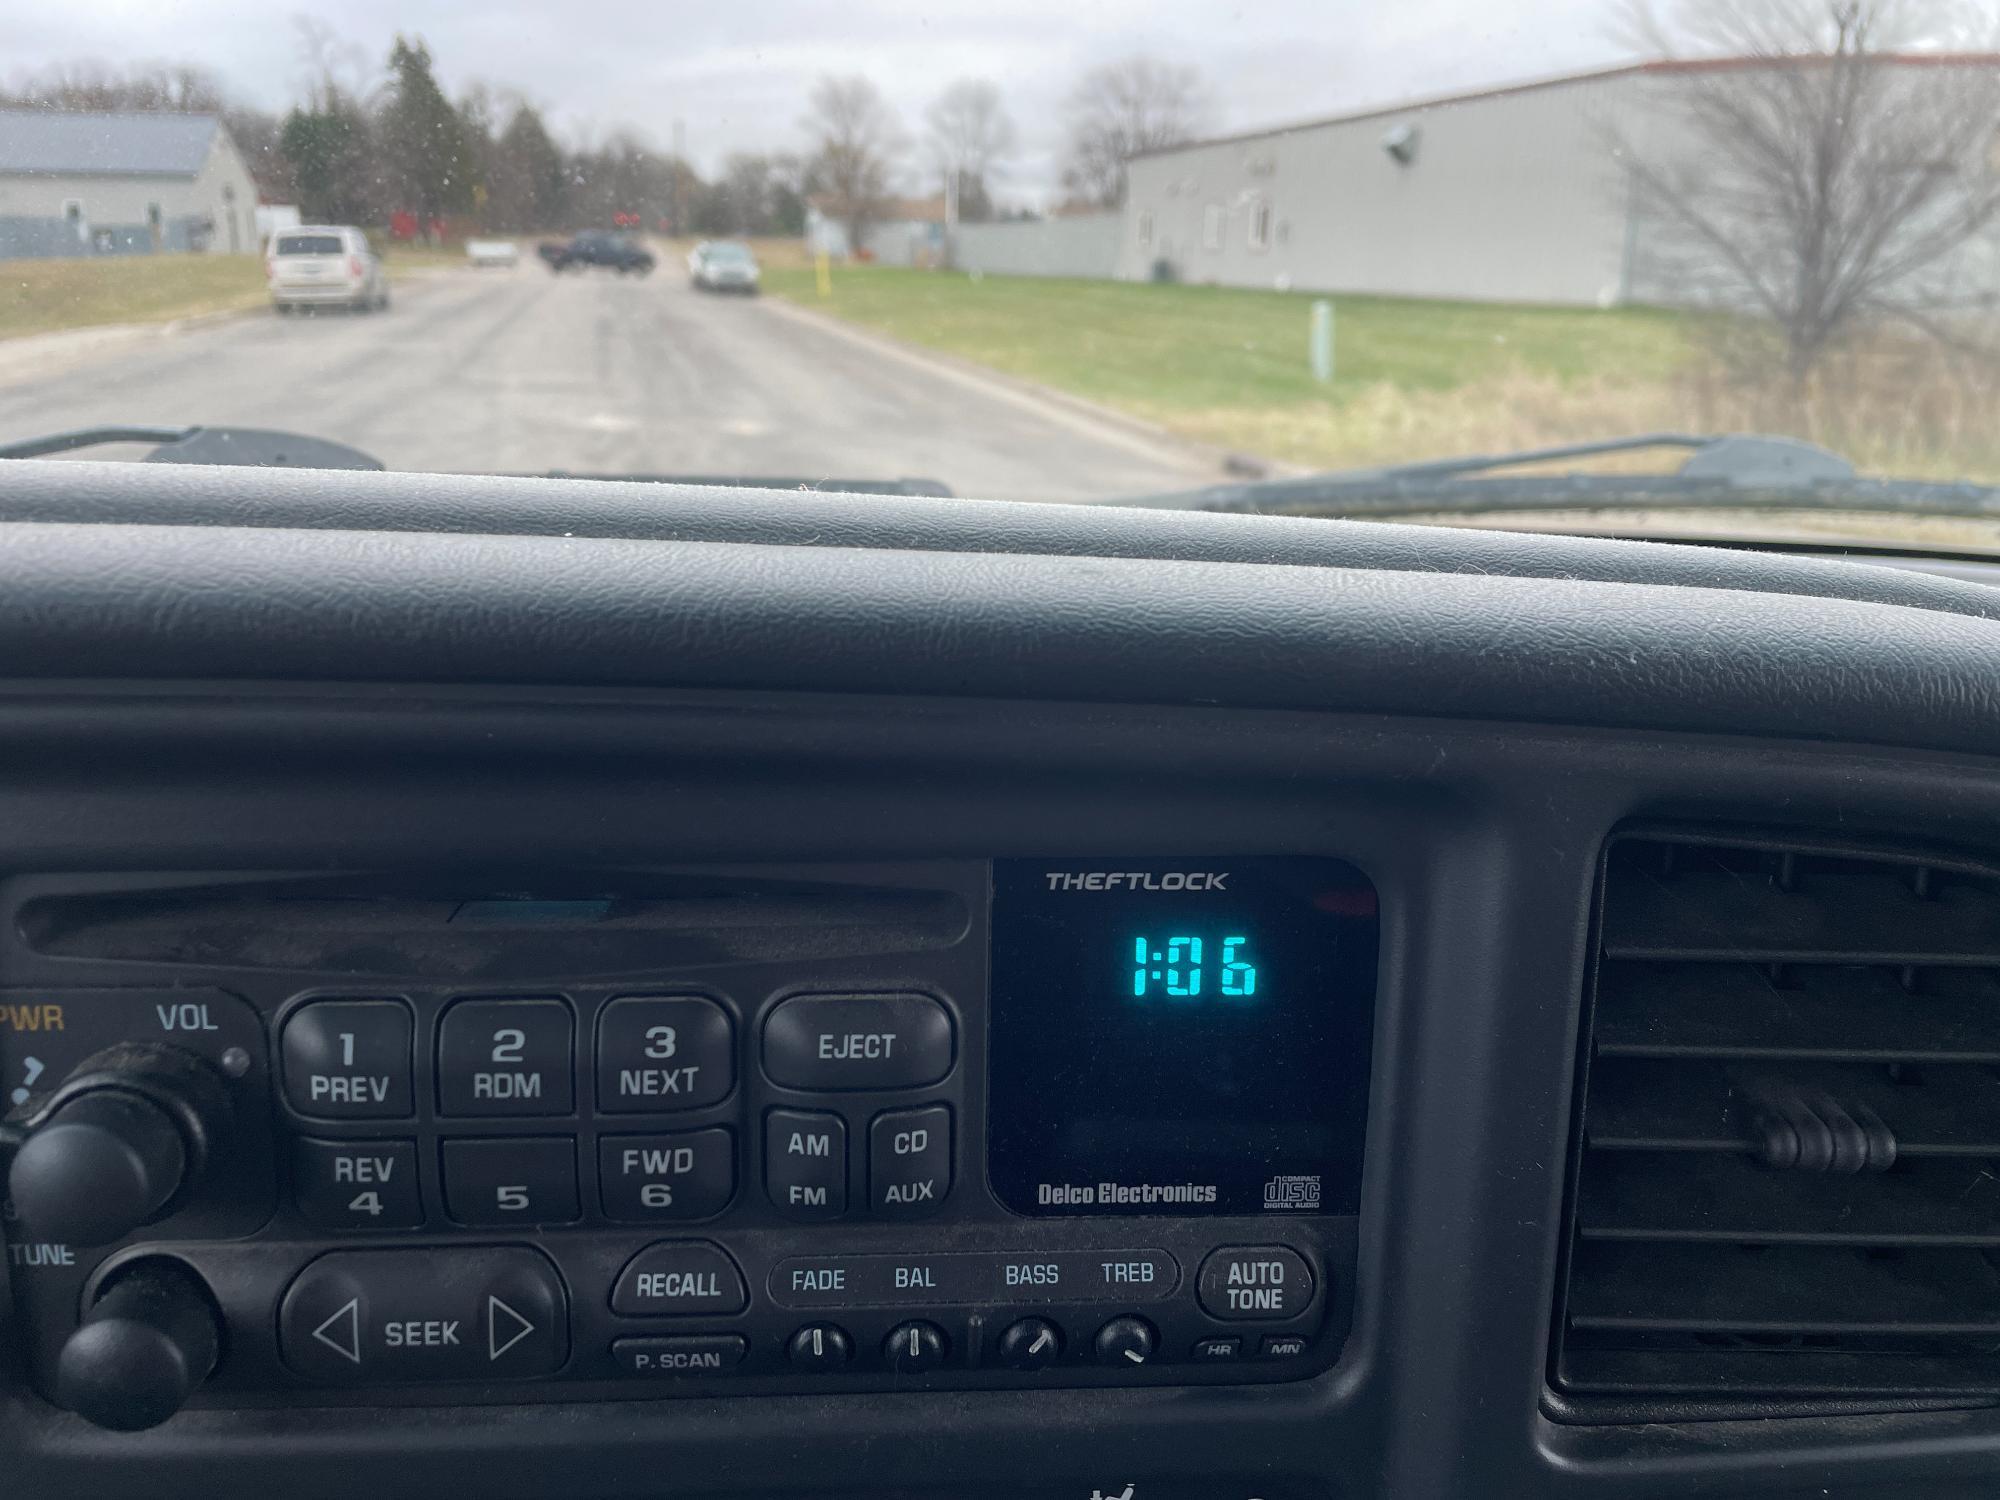 THEFTLOCK
1:06
PWR
VOL
1
PREV
2
RDM
3
NEXT
EJECT
REV
4
5
FWD
6
AM
FM
CD
AUX
Delco Electronics
COMPACT
disc
DIGITAL AUDIO
TUNE
SEEK
RECALL
P.SCAN
FADE BAL BASS TREB
AUTO
TONE
HR MN